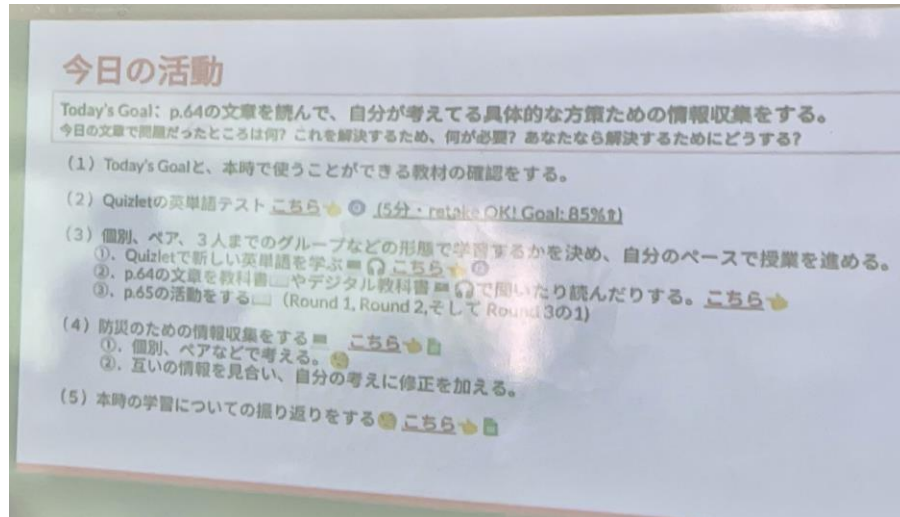 今日の活動
Today's Goal：p.64の文章を読んで、自分が考えてる具体的な方策ための情報収集をする。
今日の文章で問題だったところは何？これを解決するため、何が必要？あなたなら解決するためにどうする？
（1）Today's Goalと、本時で使うことができる教材の確認をする。
（2）Quizletの英単語テスト こちら👈 (5分・retake OK! Goal: 85%↑)
（3）個別、ペア、３人までのグループなどの形態で学習するかを決め、自分のペースで授業を進める。
①．Quizletで新しい英単語を学ぶ💻🎧 こちら👈
②．p.64の文章を教科書📖やデジタル教科書💻🎧で聞いたり読んだりする。こちら👈
③．p.65の活動をする📖（Round 1, Round 2,そして Round 3の1）
（4）防災のための情報収集をする💻 こちら👈
①．個別、ペアなどで考える。🧐
②．互いの情報を見合い、自分の考えに修正を加える。
（5）本時の学習についての振り返りをする🧐 こちら👈